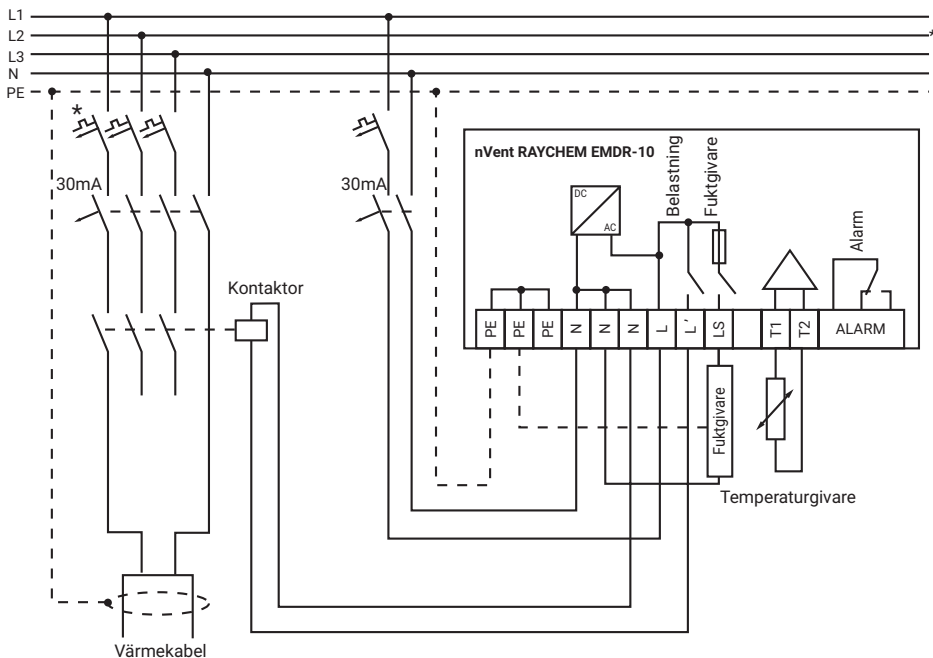 L1
L2
*
L3
N
PE
*
30mA
30mA
nVent RAYCHEM EMDR-10
DC
AC
Belastning
Fuktgivare
Alarm
Kontaktor
PE
PE
PE
N
N
N
L
L'
LS
T1
T2
ALARM
Fuktgivare
Temperaturgivare
Värmekabel